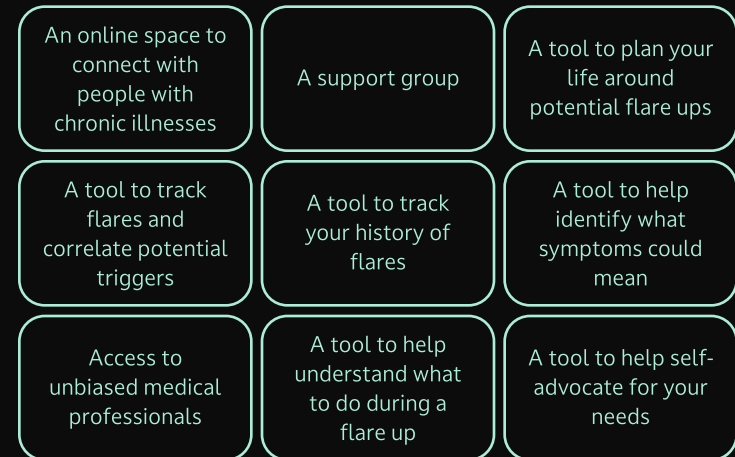 An online space to
connect with
people with
chronic illnesses
A support group
A tool to plan your
life around
potential flare ups
A tool to track
flares and
correlate potential
triggers
A tool to track
your history of
flares
A tool to help
identify what
symptoms could
mean
Access to
unbiased medical
professionals
A tool to help
understand what
to do during a
flare up
A tool to help self-
advocate for your
needs